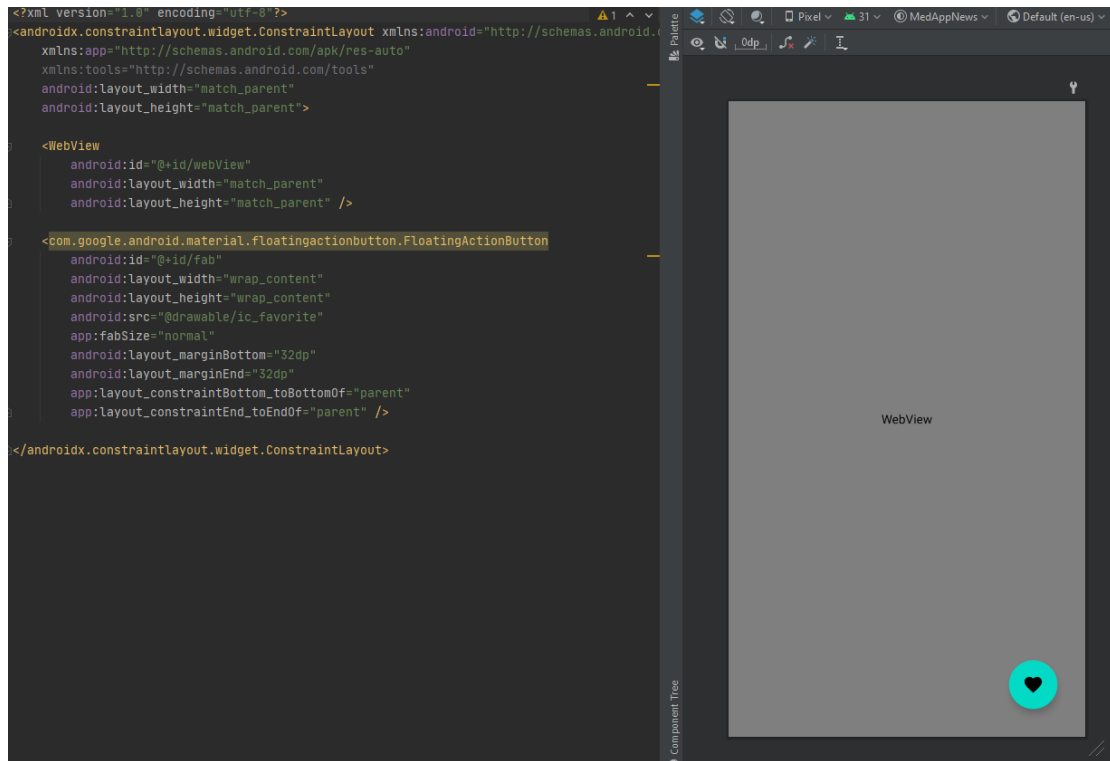 <?xml version="1.0" encoding="utf-8"?>
1
<androidx.constraintlayout.widget.ConstraintLayout xmlns:android="http://schemas.android.
xmlns:app="http://schemas.android.com/apk/res-auto"
xmlns:tools="http://schemas.android.com/tools"
android:layout_width="match_parent"
android:layout_height="match_parent">
<WebView
android:id="@+id/webView"
android:layout_width="match_parent"
android:layout_height="match_parent" />
<com.google.android.material.floatingactionbutton.FloatingActionButton
android:id="@+id/fab"
android:layout_width="wrap_content"
android:layout_height="wrap_content"
android:src="@drawable/ic_favorite"
app:fabSize="normal"
android:layout_marginBottom="32dp"
android:layout_marginEnd="32dp"
app:layout_constraintBottom_toBottomOf="parent"
app:layout_constraintEnd_toEndOf="parent" />
</androidx.constraintlayout.widget.ConstraintLayout>
Palette
Component Tree
Pixel 31 MedAppNews Default (en-us)
0dp
WebView